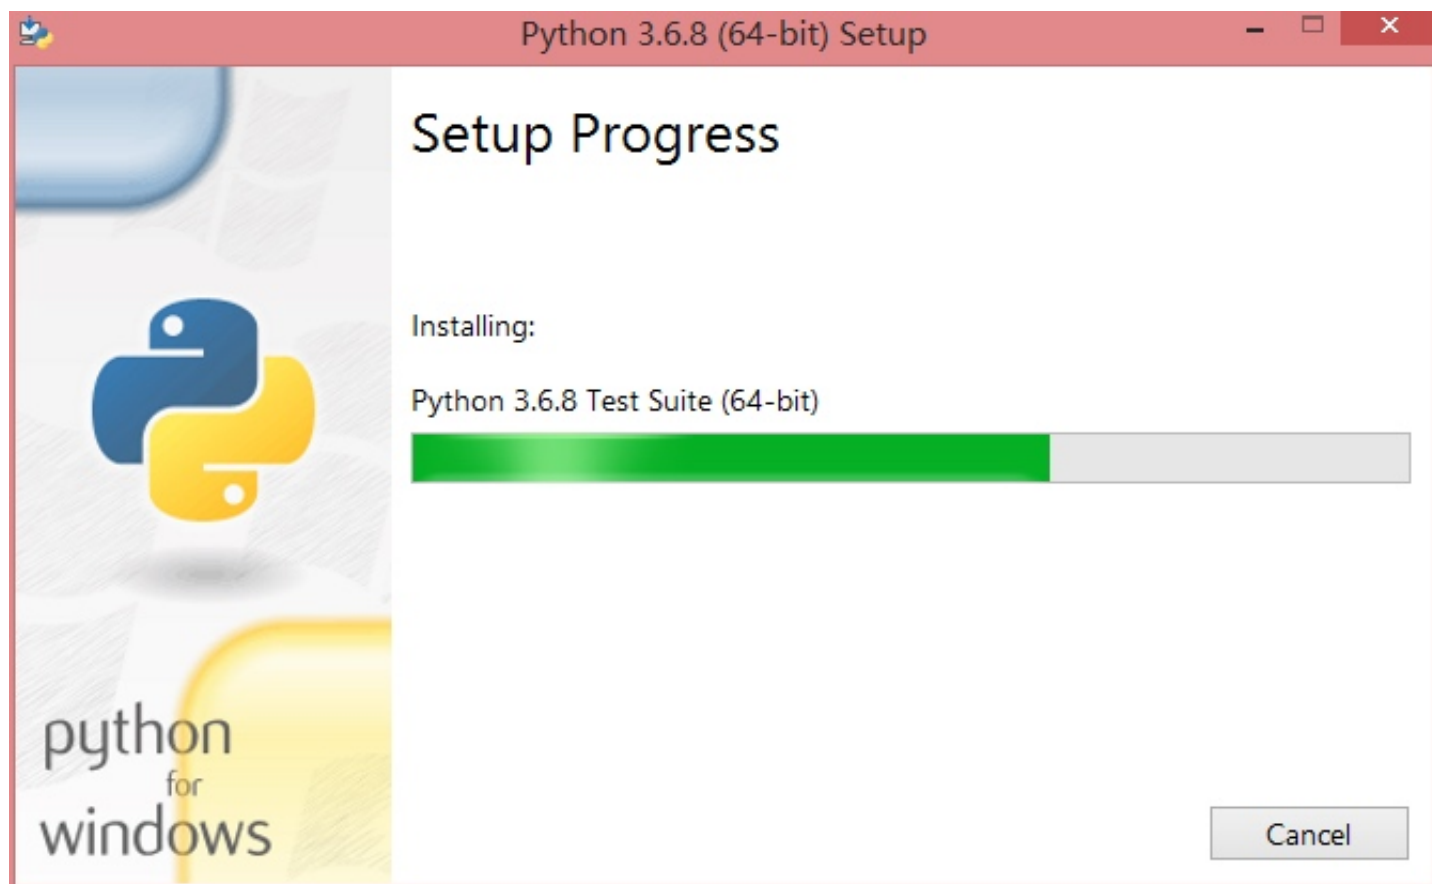 Python 3.6.8 (64-bit) Setup
Setup Progress
Installing:
Python 3.6.8 Test Suite (64-bit)
python
for
windows
Cancel